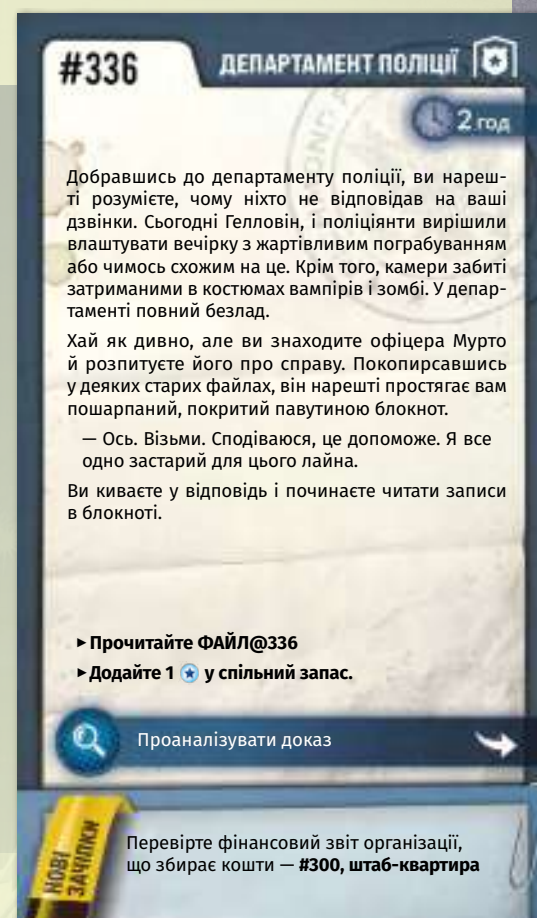 #336
ДЕПАРТАМЕНТ ПОЛІЦІЇ
2 год
Добравшись до департаменту поліції, ви нареш-
ті розумієте, чому ніхто не відповідав на ваші
дзвінки. Сьогодні Гелловін, і поліціянти вирішили
влаштувати вечірку з жартівливим пограбуванням
або чимось схожим на це. Крім того, камери забиті
затриманими в костюмах вампірів і зомбі. У депар-
таменті повний безлад.
Хай як дивно, але ви знаходите офіцера Мурто
й розпитуєте його про справу. Покопирсавшись
у деяких старих файлах, він нарешті простягає вам
пошарпаний, покритий павутиною блокнот.
— Ось. Візьми. Сподіваюся, це допоможе. Я все
одно застарий для цього лайна.
Ви киваєте у відповідь і починаєте читати записи
в блокноті.
▸ Прочитайте ФАЙЛ@336
▸ Додайте 1 ★ у спільний запас.
Проаналізувати доказ
НОВІ
ЗАЧІПКИ
Перевірте фінансовий звіт організації,
що збирає кошти — #300, штаб-квартира